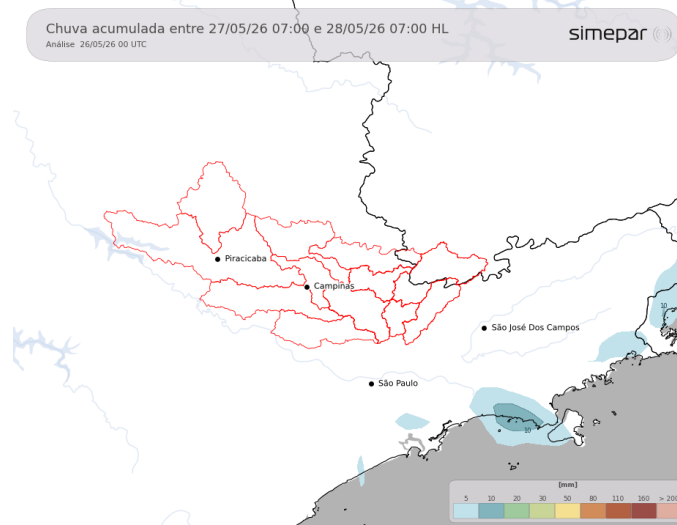 Chuva acumulada entre 27/05/26 07:00 e 28/05/26 07:00 HL
Análise 26/05/26 00 UTC
simepar
Piracicaba
Campinas
10
São José Dos Campos
São Paulo
10
[mm]
5 10 20 30 50 80 110 160 > 200